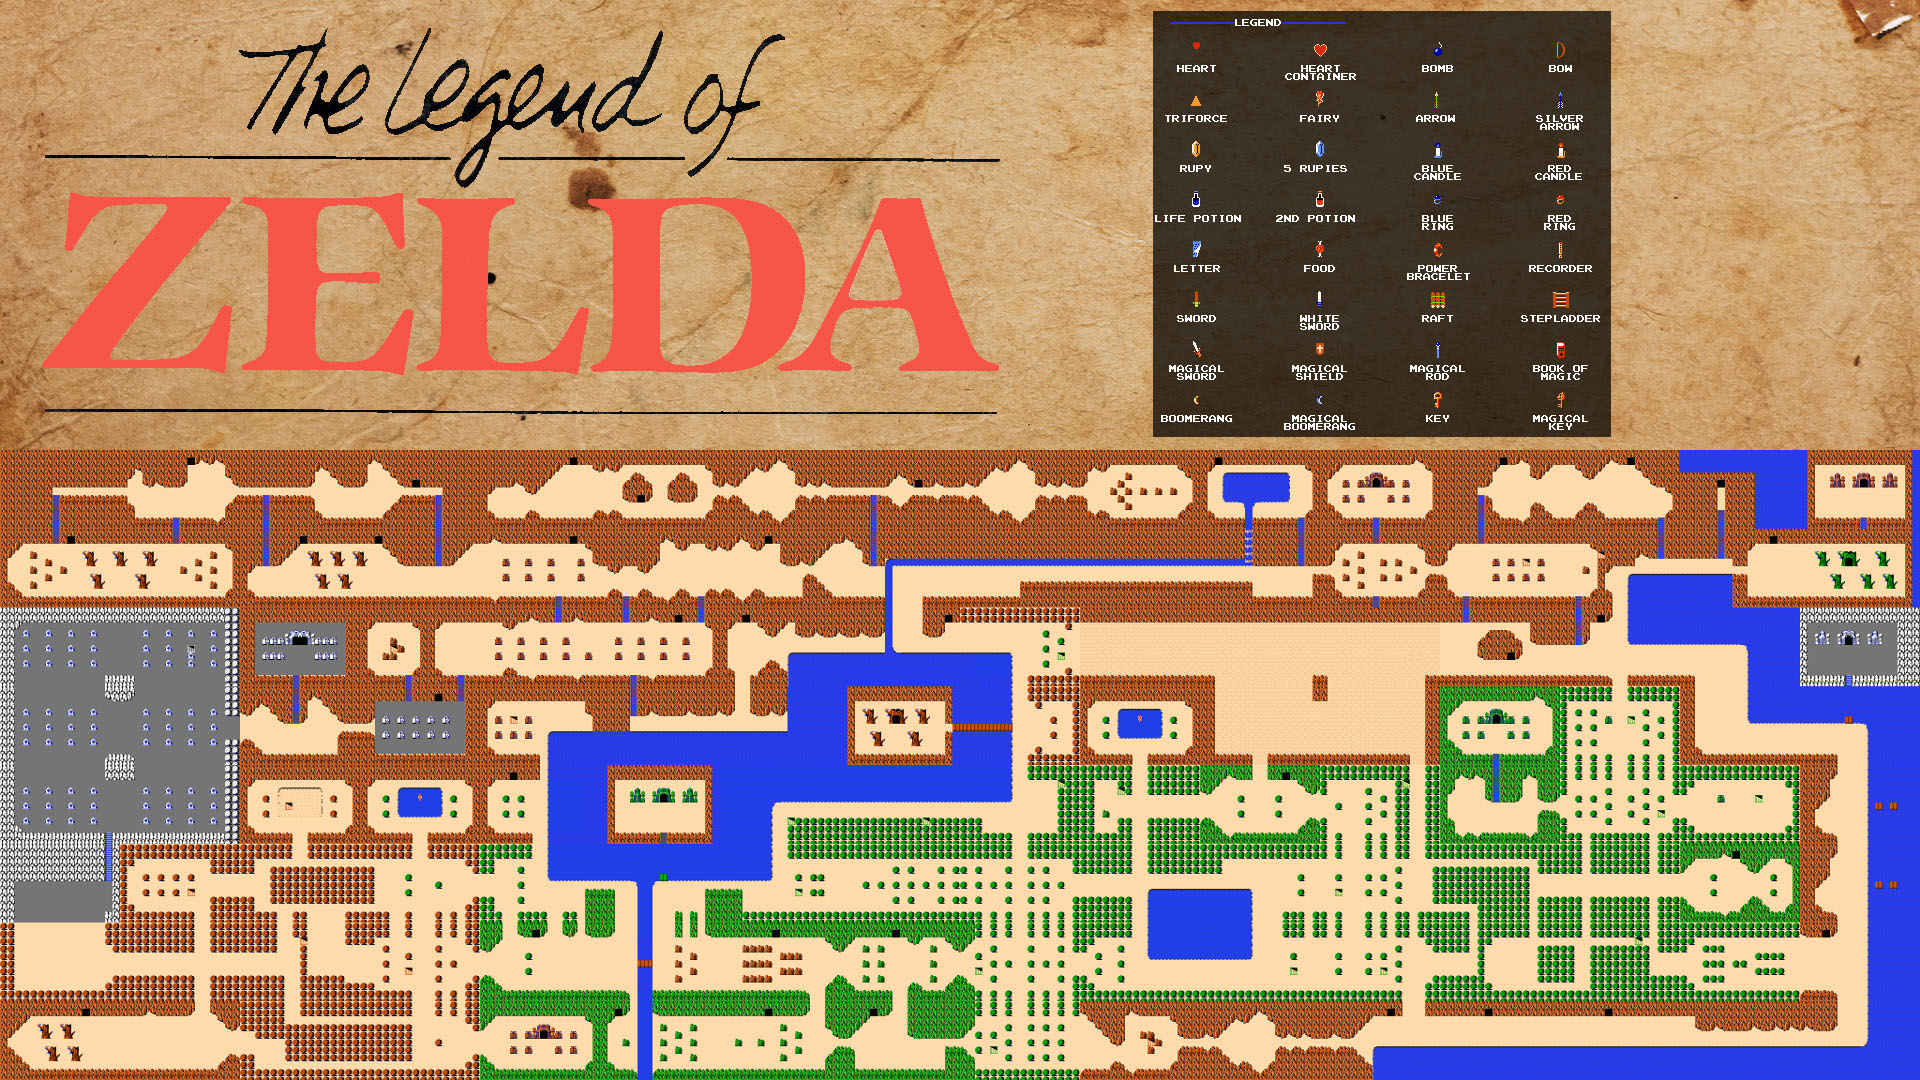 The Legend of
ZELDA
LEGEND
HEART
HEART
CONTAINER
BOMB
BOW
TRIFORCE
FAIRY
ARROW
SILVER
ARROW
RUPY
5 RUPIES
BLUE
CANDLE
RED
CANDLE
LIFE POTION
2ND POTION
BLUE
RING
RED
RING
LETTER
FOOD
POWER
BRACELET
RECORDER
SWORD
WHITE
SWORD
RAFT
STEPLADDER
MAGICAL
SWORD
MAGICAL
SHIELD
MAGICAL
ROD
BOOK OF
MAGIC
BOOMERANG
MAGICAL
BOOMERANG
KEY
MAGICAL
KEY